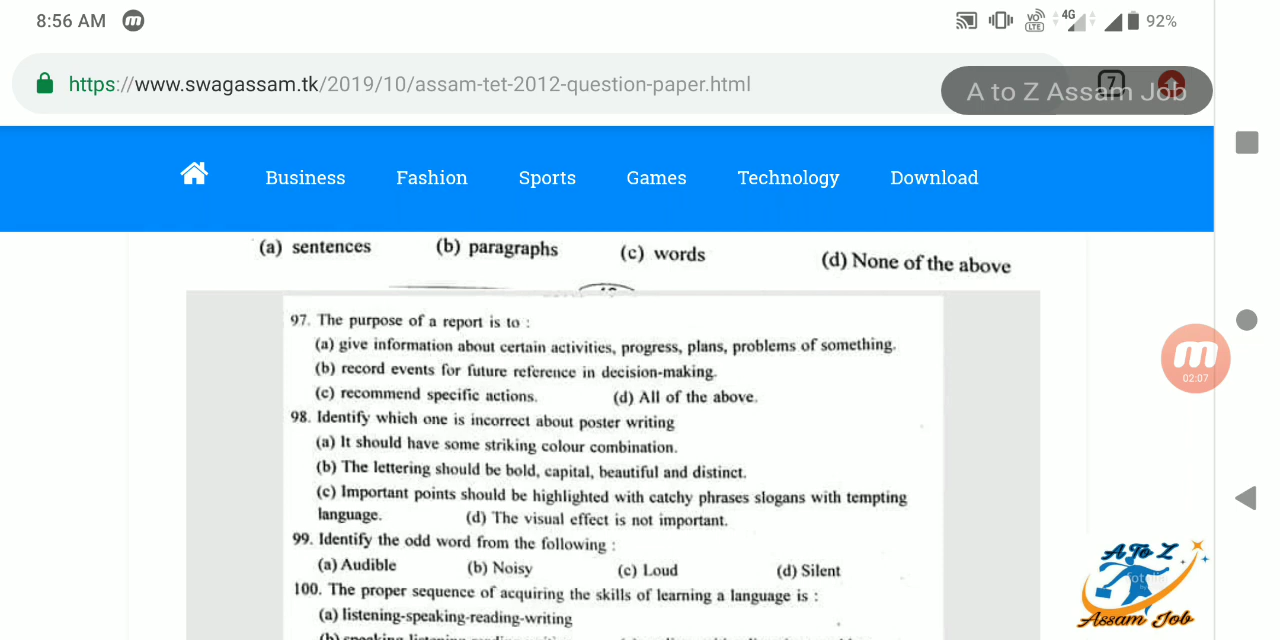 8:56 AM
VO LTE 4G 92%
https://www.swagassam.tk/2019/10/assam-tet-2012-question-paper.html
7
A to Z Assam Job
Business Fashion Sports Games Technology Download
(a) sentences (b) paragraphs (c) words (d) None of the above
97. The purpose of a report is to :
(a) give information about certain activities, progress, plans, problems of something.
(b) record events for future reference in decision-making.
(c) recommend specific actions. (d) All of the above.
98. Identify which one is incorrect about poster writing
(a) It should have some striking colour combination.
(b) The lettering should be bold, capital, beautiful and distinct.
(c) Important points should be highlighted with catchy phrases slogans with tempting
language. (d) The visual effect is not important.
99. Identify the odd word from the following :
(a) Audible (b) Noisy (c) Loud (d) Silent
100. The proper sequence of acquiring the skills of learning a language is :
(a) listening-speaking-reading-writing
02:07
A To Z
Assam Job